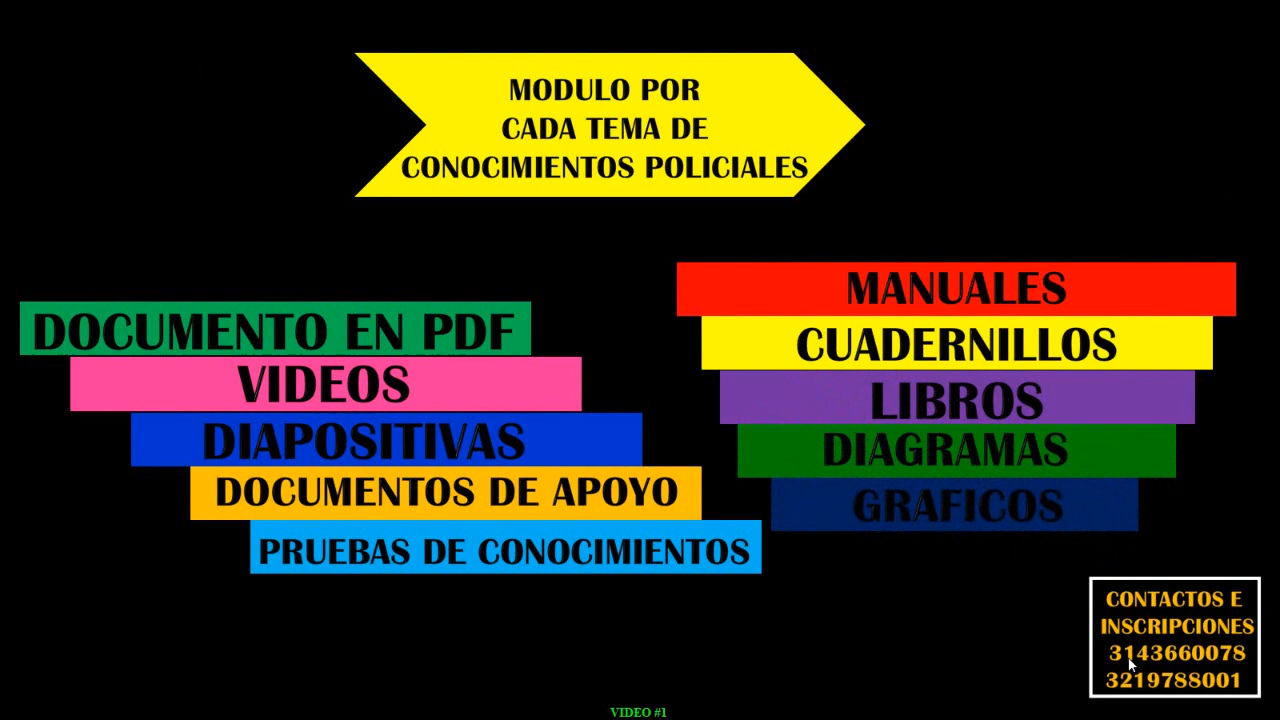 MODULO POR
CADA TEMA DE
CONOCIMIENTOS POLICIALES
DOCUMENTO EN PDF
VIDEOS
DIAPOSITIVAS
DOCUMENTOS DE APOYO
PRUEBAS DE CONOCIMIENTOS
MANUALES
CUADERNILLOS
LIBROS
DIAGRAMAS
GRAFICOS
CONTACTOS E
INSCRIPCIONES
3143660078
3219788001
VIDEO #1